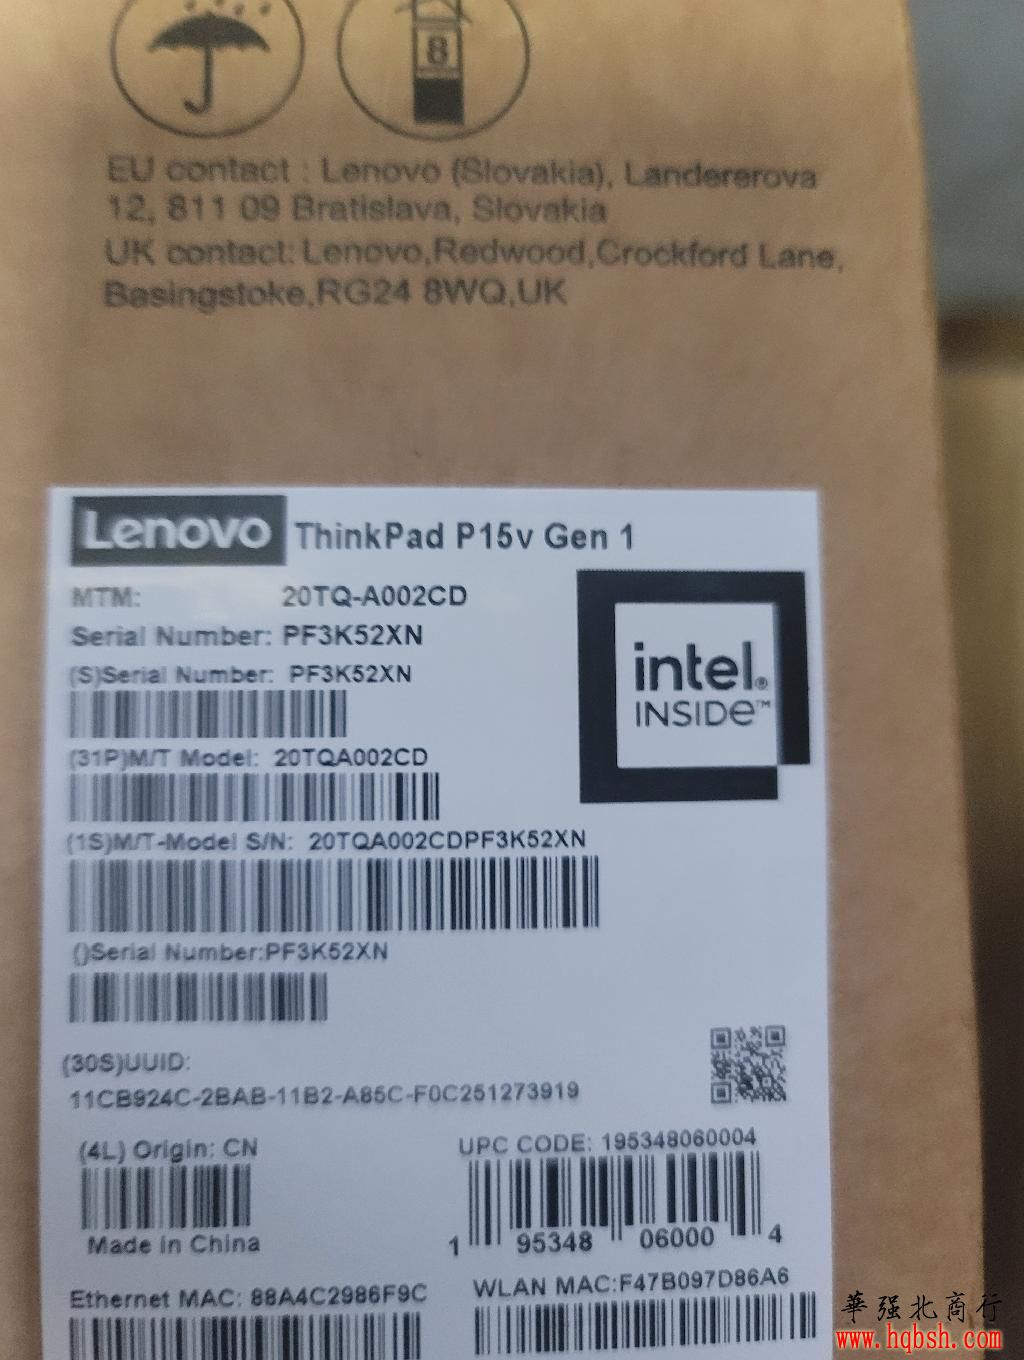 8
EU contact : Lenovo (Slovakia), Landererova
12, 811 09 Bratislava, Slovakia
UK contact: Lenovo,Redwood,Crockford Lane,
Basingstoke,RG24 8WQ,UK
Lenovo ThinkPad P15v Gen 1
MTM: 20TQ-A002CD
Serial Number: PF3K52XN
(S)Serial Number: PF3K52XN
intel®
INSIDE™
(31P)M/T Model: 20TQA002CD
(1S)M/T-Model S/N: 20TQA002CDPF3K52XN
()Serial Number:PF3K52XN
(30S)UUID:
11CB924C-2BAB-11B2-A85C-F0C251273919
(4L) Origin: CN
UPC CODE: 195348060004
Made in China
1 95348 06000 4
Ethernet MAC: 88A4C2986F9C
WLAN MAC:F47B097D86A6
華强北商行
www.hqbsh.com